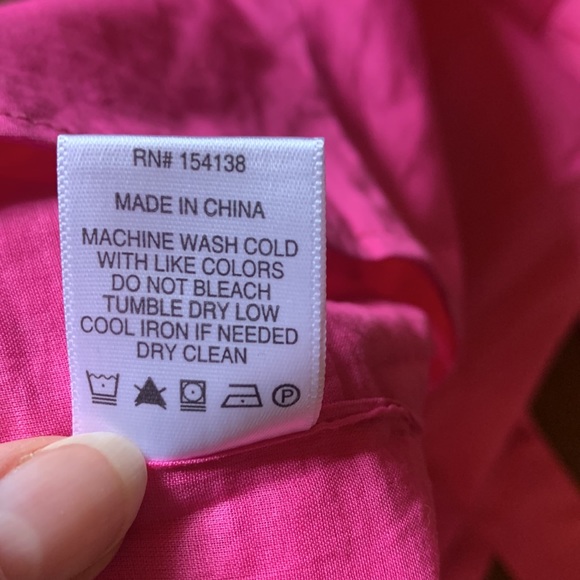 RN# 154138
MADE IN CHINA
MACHINE WASH COLD
WITH LIKE COLORS
DO NOT BLEACH
TUMBLE DRY LOW
COOL IRON IF NEEDED
DRY CLEAN
P